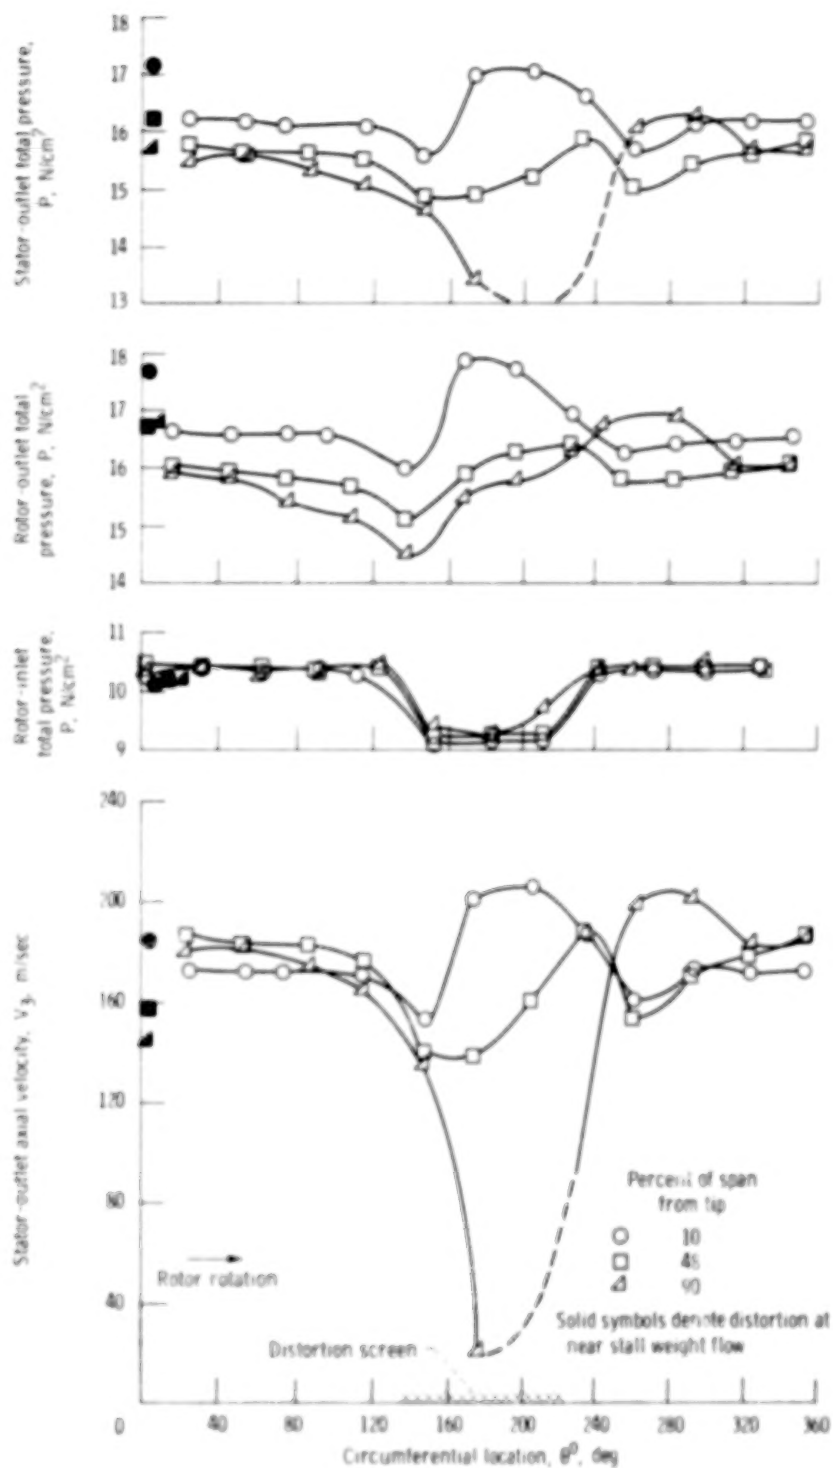 Stator-outlet total pressure,
P, N/cm2
18
17
16
15
14
13
Rotor-outlet total
pressure, P, N/cm2
18
17
16
15
14
Rotor-inlet
total pressure,
P, N/cm2
11
10
9
Stator-outlet axial velocity, V3, m/sec
240
200
160
120
80
40
0
Percent of span
from tip
10
48
90
Rotor rotation
Solid symbols denote distortion at
near stall weight flow
Distortion screen
40 80 120 160 200 240 280 320 360
Circumferential location, θ0, deg